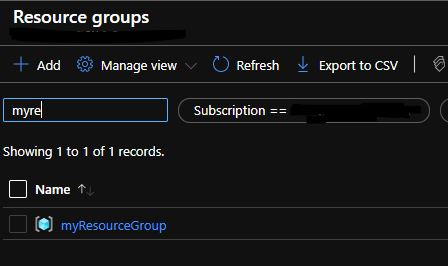 Resource groups
+ Add Manage view Refresh Export to CSV
myre Subscription ==
Showing 1 to 1 of 1 records.
Name ↑↓
myResourceGroup